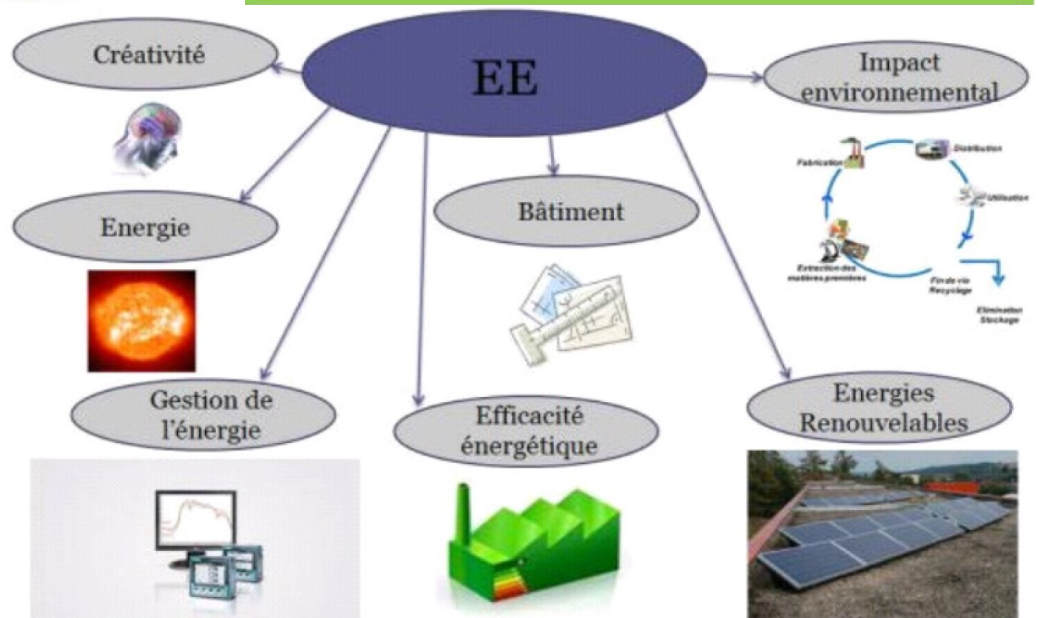 EE
Créativité
Impact
environnemental
Fabrication
Distribution
Utilisation
Extraction des
matières premières
Fin de vie
Recyclage
Elimination
Stockage
Energie
Bâtiment
Gestion de
l'énergie
Efficacité
énergétique
Energies
Renouvelables